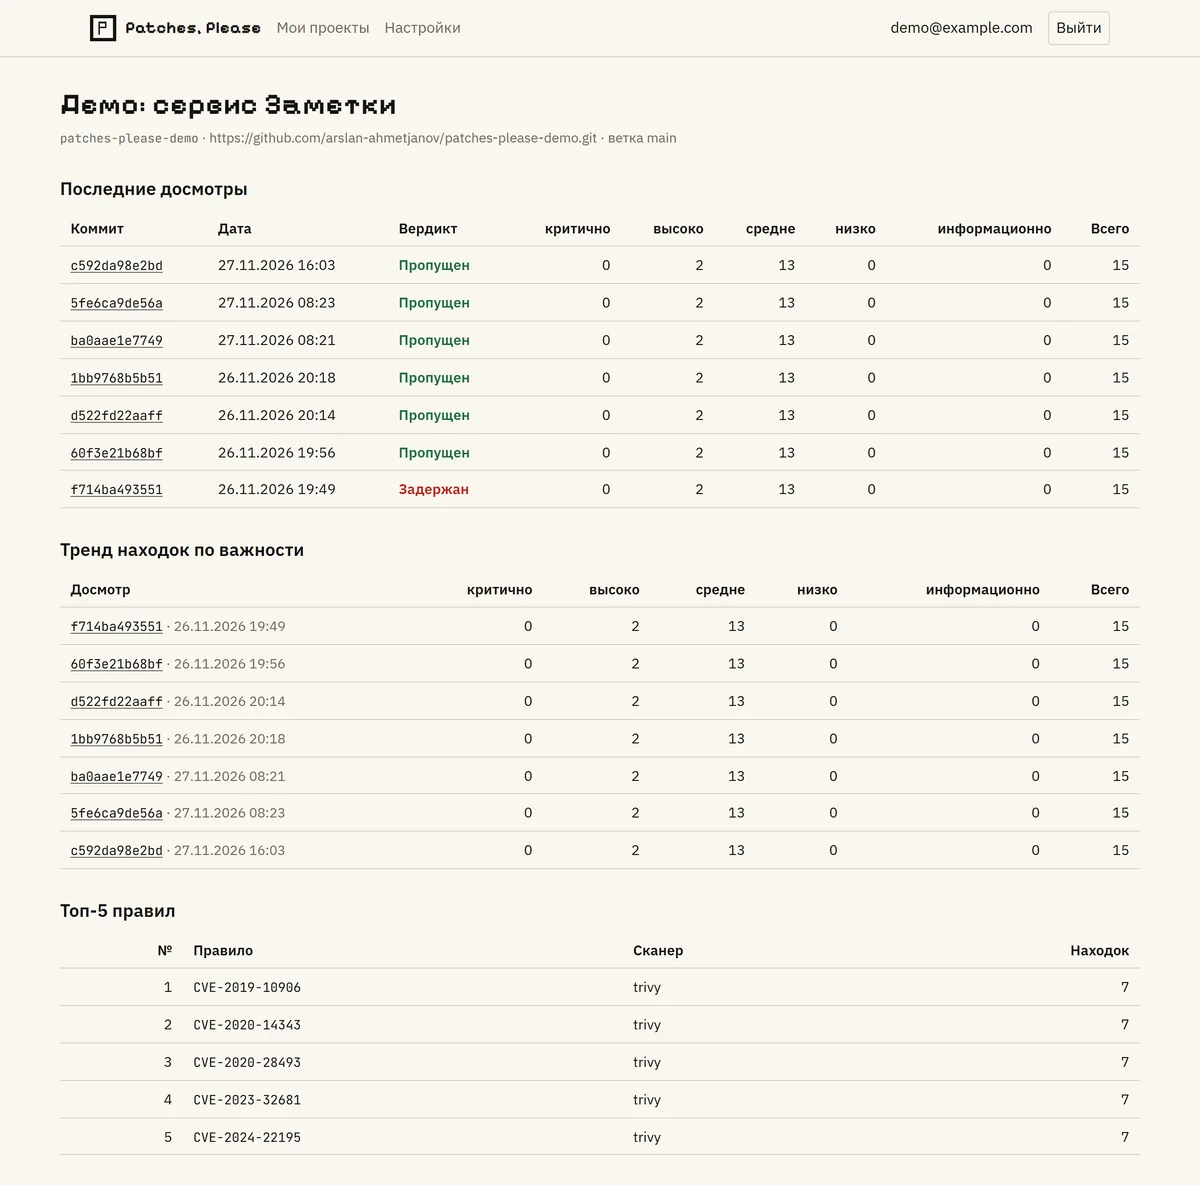 Patches, Please Мои проекты Настройки demo@example.com Выйти
Демо: сервис Заметки
patches-please-demo · https://github.com/arslan-ahmetjanov/patches-please-demo.git · ветка main
Последние досмотры
Коммит Дата Вердикт критично высоко средне низко информационно Всего
c592da98e2bd 27.11.2026 16:03 Пропущен 0 2 13 0 0 15
5fe6ca9de56a 27.11.2026 08:23 Пропущен 0 2 13 0 0 15
ba0aae1e7749 27.11.2026 08:21 Пропущен 0 2 13 0 0 15
1bb9768b5b51 26.11.2026 20:18 Пропущен 0 2 13 0 0 15
d522fd22aaff 26.11.2026 20:14 Пропущен 0 2 13 0 0 15
60f3e21b68bf 26.11.2026 19:56 Пропущен 0 2 13 0 0 15
f714ba493551 26.11.2026 19:49 Задержан 0 2 13 0 0 15
Тренд находок по важности
Досмотр критично высоко средне низко информационно Всего
f714ba493551 · 26.11.2026 19:49 0 2 13 0 0 15
60f3e21b68bf · 26.11.2026 19:56 0 2 13 0 0 15
d522fd22aaff · 26.11.2026 20:14 0 2 13 0 0 15
1bb9768b5b51 · 26.11.2026 20:18 0 2 13 0 0 15
ba0aae1e7749 · 27.11.2026 08:21 0 2 13 0 0 15
5fe6ca9de56a · 27.11.2026 08:23 0 2 13 0 0 15
c592da98e2bd · 27.11.2026 16:03 0 2 13 0 0 15
Топ-5 правил
№ Правило Сканер Находок
1 CVE-2019-10906 trivy 7
2 CVE-2020-14343 trivy 7
3 CVE-2020-28493 trivy 7
4 CVE-2023-32681 trivy 7
5 CVE-2024-22195 trivy 7